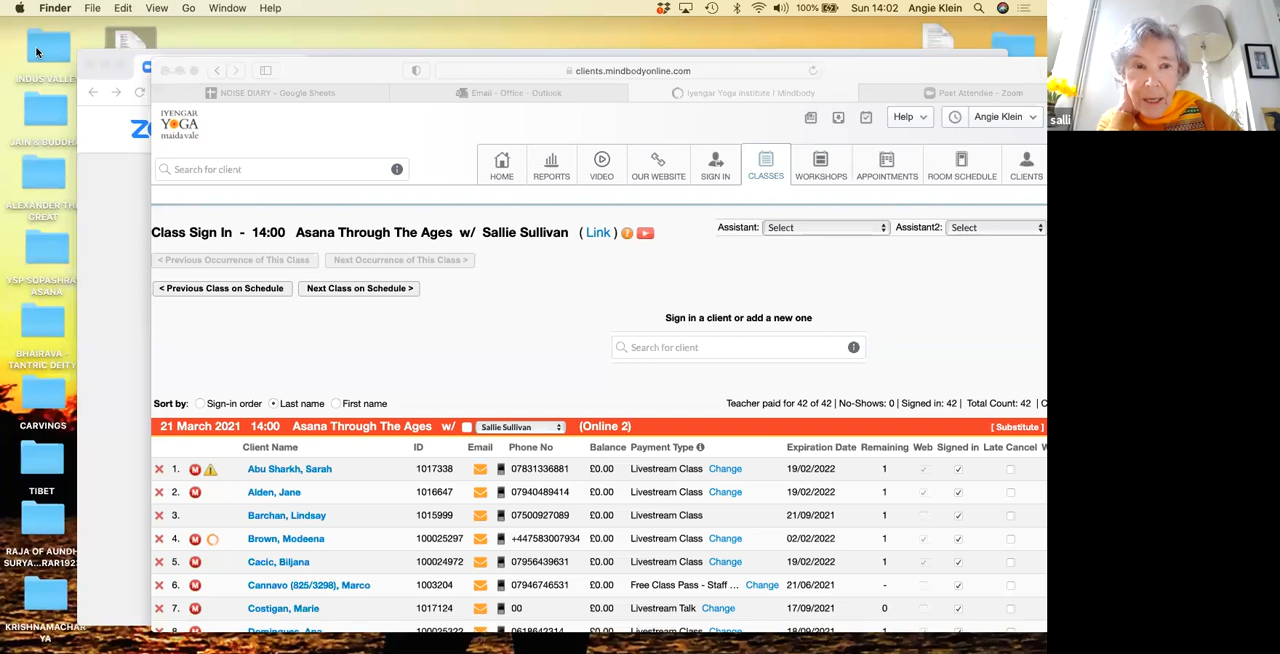 Finder File Edit View Go Window Help 100% Sun 14:02 Angie Klein
INDUS VALLE
JAIN & BUDDHA
ALEXANDER THE
GREAT
YSP SOPASHRA
ASANA
BHAIRAVA -
TANTRIC DEITY
CARVINGS
TIBET
RAJA OF AUNDH
SURYA...RAR192
KRISHNAMACHAR
YA
clients.mindbodyonline.com
NOISE DIARY - Google Sheets Email - Office - Outlook Iyengar Yoga Institute | Mindbody Post Attendee - Zoom
IYENGAR
YOGA
maida vale
Help Angie Klein
Search for client
HOME REPORTS VIDEO OUR WEBSITE SIGN IN CLASSES WORKSHOPS APPOINTMENTS ROOM SCHEDULE CLIENTS
Class Sign In - 14:00 Asana Through The Ages w/ Sallie Sullivan ( Link )
Assistant: Select Assistant2: Select
< Previous Occurrence of This Class Next Occurrence of This Class >
< Previous Class on Schedule Next Class on Schedule >
Sign in a client or add a new one
Search for client
Sort by: Sign-in order Last name First name
Teacher paid for 42 of 42 | No-Shows: 0 | Signed in: 42 | Total Count: 42 | C
21 March 2021 14:00 Asana Through The Ages w/ Sallie Sullivan (Online 2) [ Substitute ]
Client Name ID Email Phone No Balance Payment Type Expiration Date Remaining Web Signed in Late Cancel
1. M Abu Sharkh, Sarah 1017338 07831336881 £0.00 Livestream Class Change 19/02/2022 1
2. M Alden, Jane 1016647 07940489414 £0.00 Livestream Class Change 19/02/2022 1
3. Barchan, Lindsay 1015999 07500927089 £0.00 Livestream Class 21/09/2021 1
4. M Brown, Modeena 100025297 +447583007934 £0.00 Livestream Class Change 02/02/2022 1
5. M Cacic, Biljana 100024972 07956439631 £0.00 Livestream Class Change 19/02/2022 1
6. M Cannavo (825/3298), Marco 1003204 07946746531 £0.00 Free Class Pass - Staff ... Change 21/06/2021 -
7. M Costigan, Marie 1017124 00 £0.00 Livestream Talk Change 17/09/2021 0
salli